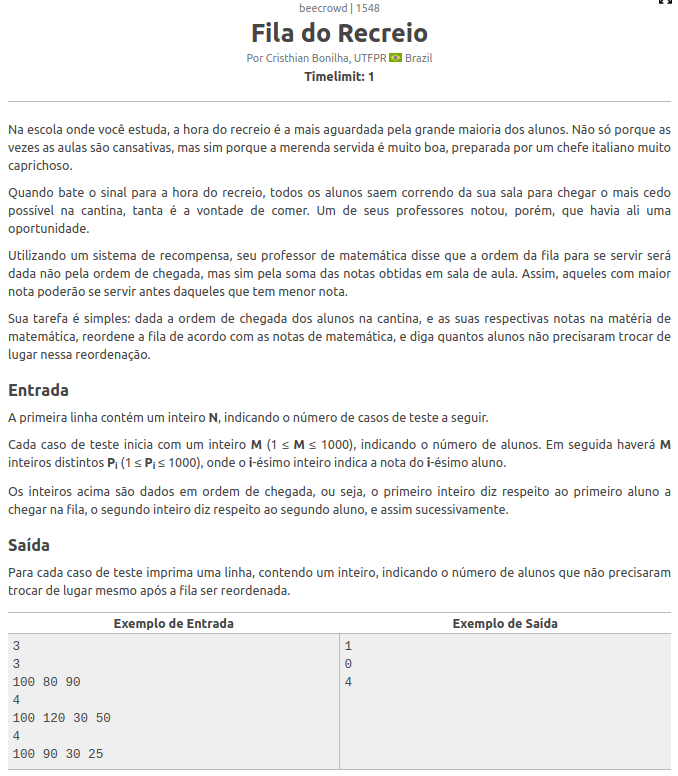 beecrowd | 1548
Fila do Recreio
Por Cristhian Bonilha, UTFPR Brazil
Timelimit: 1
Na escola onde você estuda, a hora do recreio é a mais aguardada pela grande maioria dos alunos. Não só porque as
vezes as aulas são cansativas, mas sim porque a merenda servida é muito boa, preparada por um chefe italiano muito
caprichoso.
Quando bate o sinal para a hora do recreio, todos os alunos saem correndo da sua sala para chegar o mais cedo
possível na cantina, tanta é a vontade de comer. Um de seus professores notou, porém, que havia ali uma
oportunidade.
Utilizando um sistema de recompensa, seu professor de matemática disse que a ordem da fila para se servir será
dada não pela ordem de chegada, mas sim pela soma das notas obtidas em sala de aula. Assim, aqueles com maior
nota poderão se servir antes daqueles que tem menor nota.
Sua tarefa é simples: dada a ordem de chegada dos alunos na cantina, e as suas respectivas notas na matéria de
matemática, reordene a fila de acordo com as notas de matemática, e diga quantos alunos não precisaram trocar de
lugar nessa reordenação.
Entrada
A primeira linha contém um inteiro N, indicando o número de casos de teste a seguir.
Cada caso de teste inicia com um inteiro M (1 ≤ M ≤ 1000), indicando o número de alunos. Em seguida haverá M
inteiros distintos Pi (1 ≤ Pi ≤ 1000), onde o i-ésimo inteiro indica a nota do i-ésimo aluno.
Os inteiros acima são dados em ordem de chegada, ou seja, o primeiro inteiro diz respeito ao primeiro aluno a
chegar na fila, o segundo inteiro diz respeito ao segundo aluno, e assim sucessivamente.
Saída
Para cada caso de teste imprima uma linha, contendo um inteiro, indicando o número de alunos que não precisaram
trocar de lugar mesmo após a fila ser reordenada.
Exemplo de Entrada
3
3
100 80 90
4
100 120 30 50
4
100 90 30 25
Exemplo de Saída
1
0
4